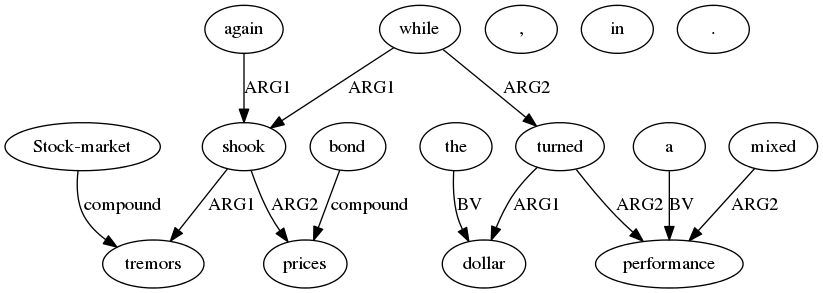 again while , in .
ARG1 ARG1 ARG2
Stock-market shook bond the turned a mixed
compound ARG1 ARG2 compound BV ARG1 ARG2 BV ARG2
tremors prices dollar performance